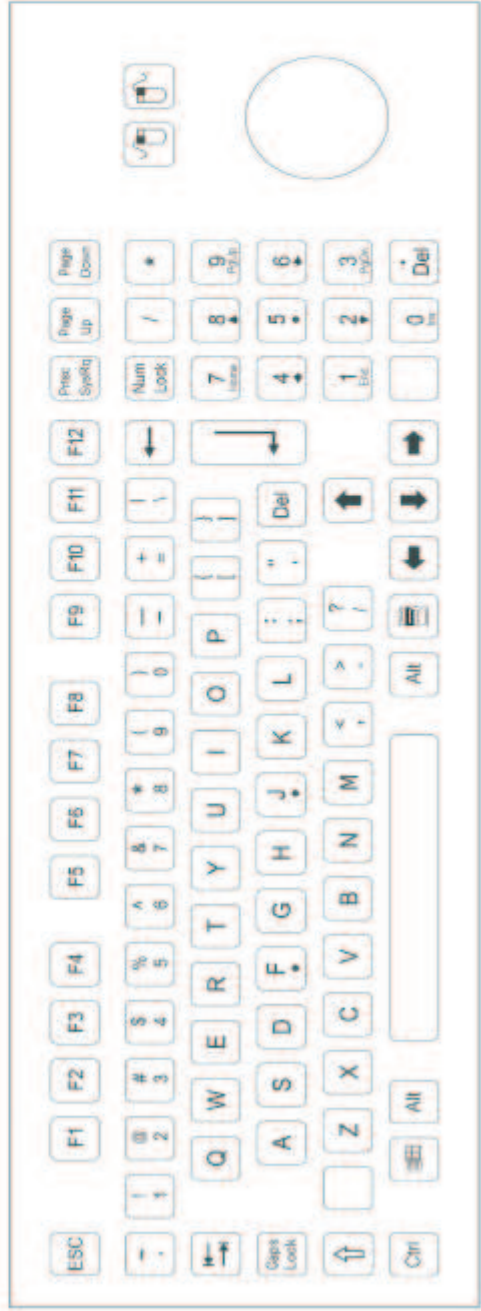 ESC F1 F2 F3 F4 F5 F6 F7 F8 F9 F10 F11 F12 Prtsc SysRq Page Up Page Down
! 1 @ 2 # 3 $ 4 % 5 ^ 6 & 7 * 8 ( 9 ) 0 + = | \ Num Lock / *
Q W E R T Y U I O P { [ } ] 7 Home 8 9 PgUp
Caps Lock A S D F G H J K L : ; " ' Del 4 5 6
Z X C V B N M < , > . ? / 1 End 2 3 PgDn
Ctrl Alt Alt 0 Ins . Del